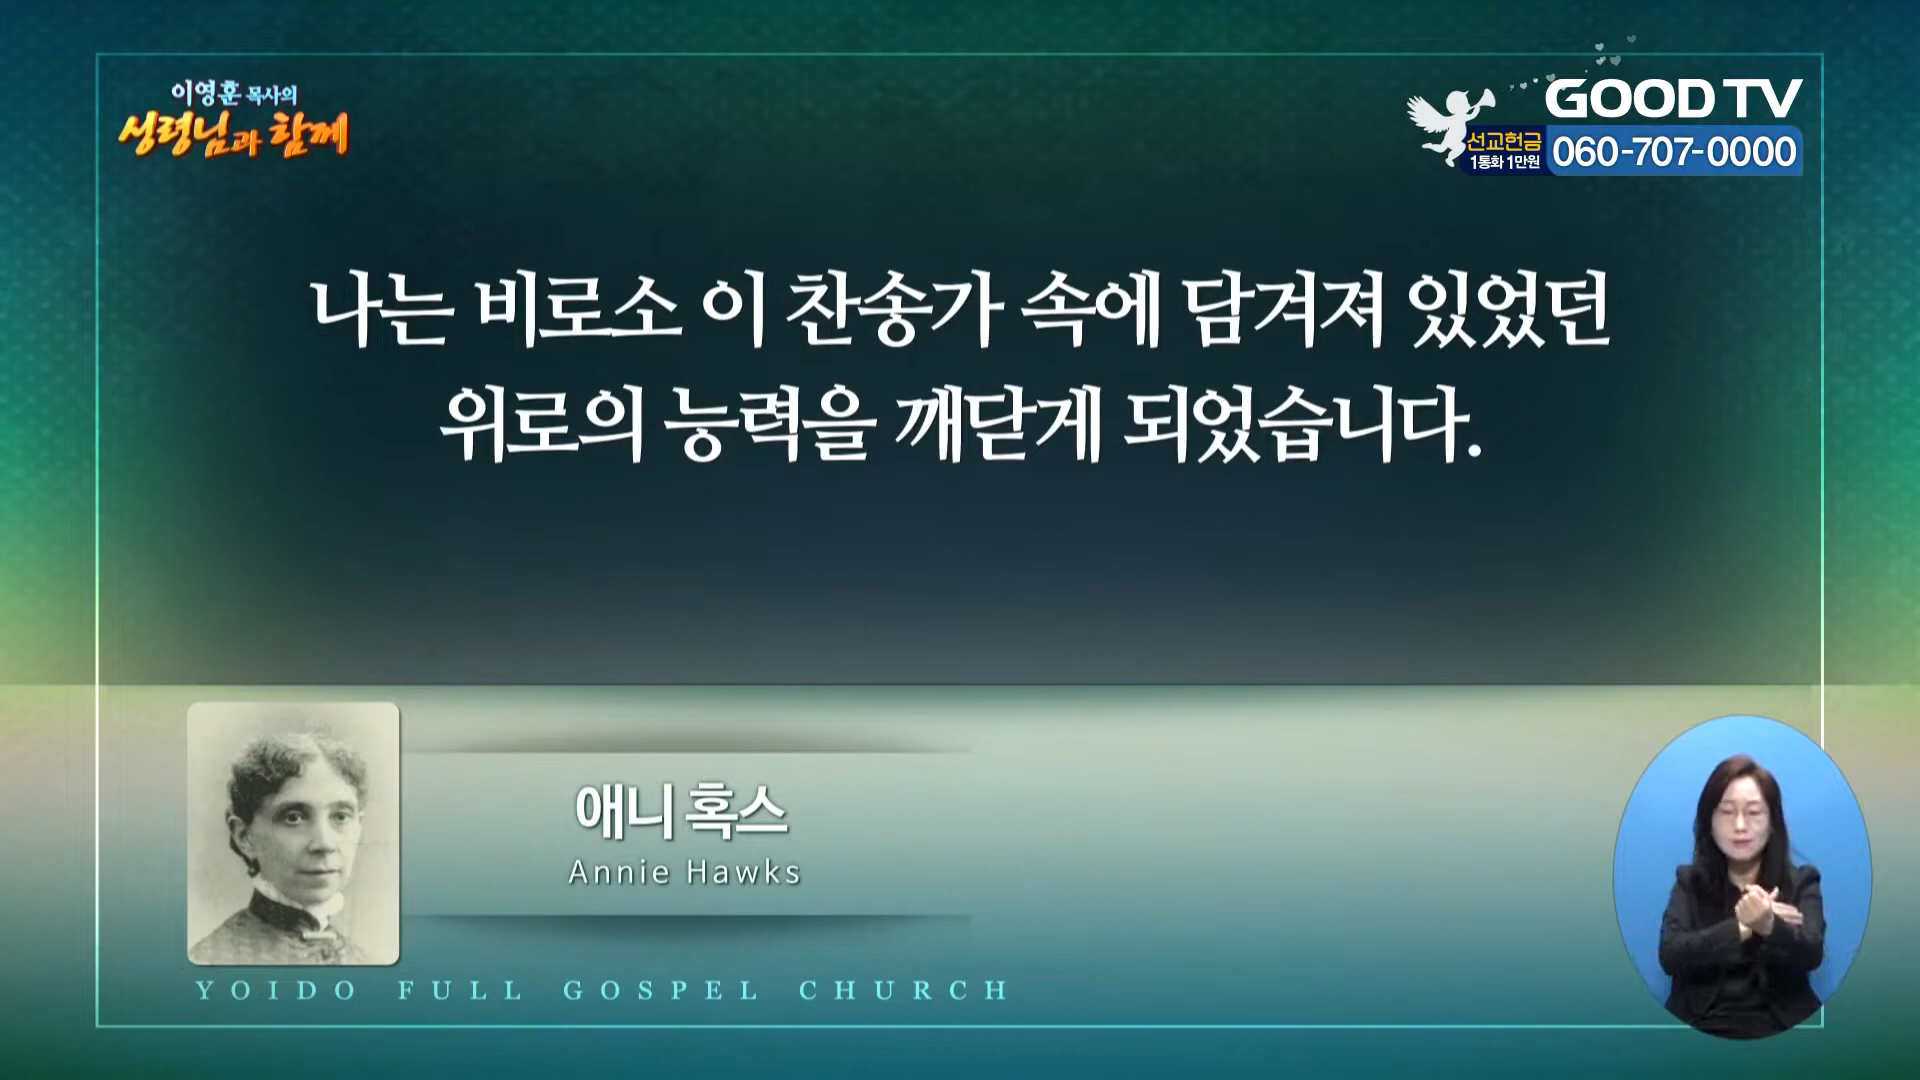 이영훈 목사의
성령님과 함께
GOOD TV
선교헌금
1통화 1만원
060-707-0000
나는 비로소 이 찬송가 속에 담겨져 있었던
위로의 능력을 깨닫게 되었습니다.
애니 혹스
Annie Hawks
YOIDO FULL GOSPEL CHURCH